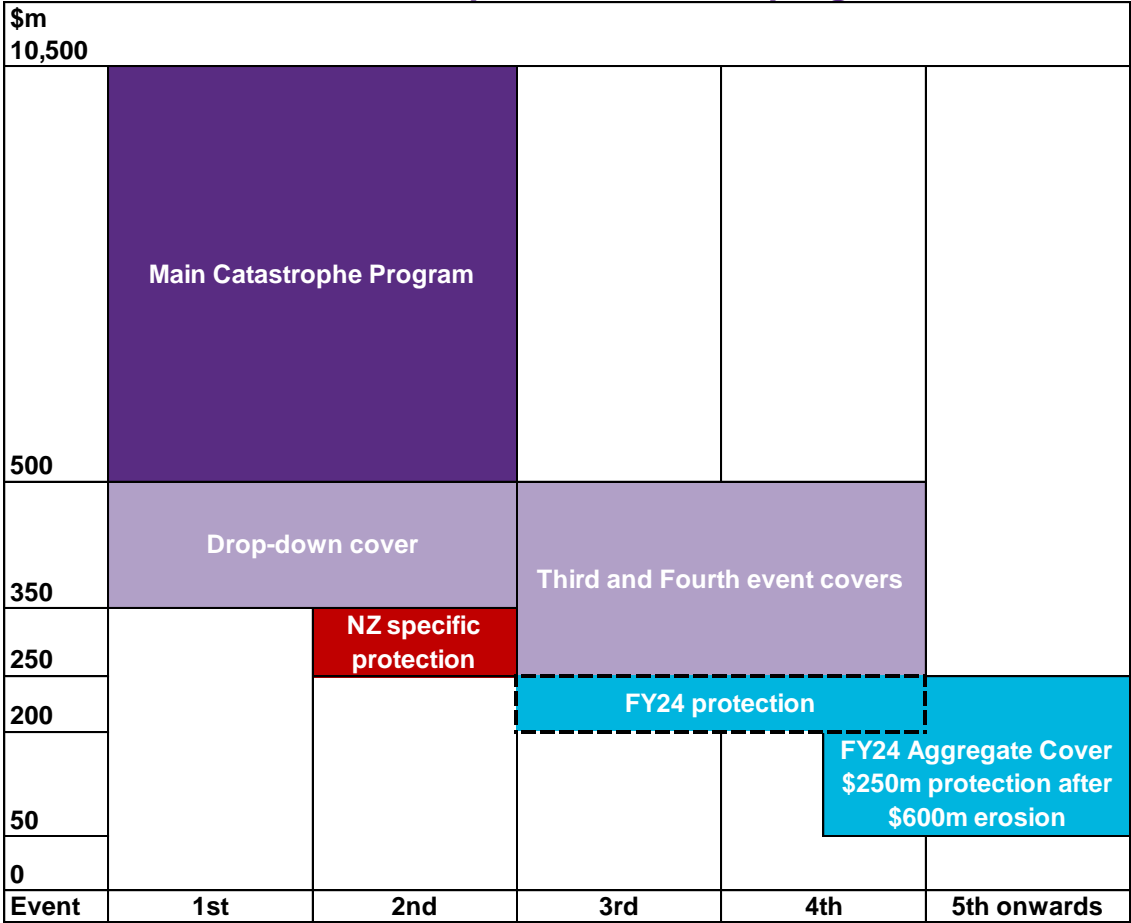 $m
10,500
Main Catastrophe Program
500
Drop-down cover
Third and Fourth event covers
350
NZ specific
protection
250
FY24 protection
200
FY24 Aggregate Cover
$250m protection after
$600m erosion
50
0
Event 1st 2nd 3rd 4th 5th onwards